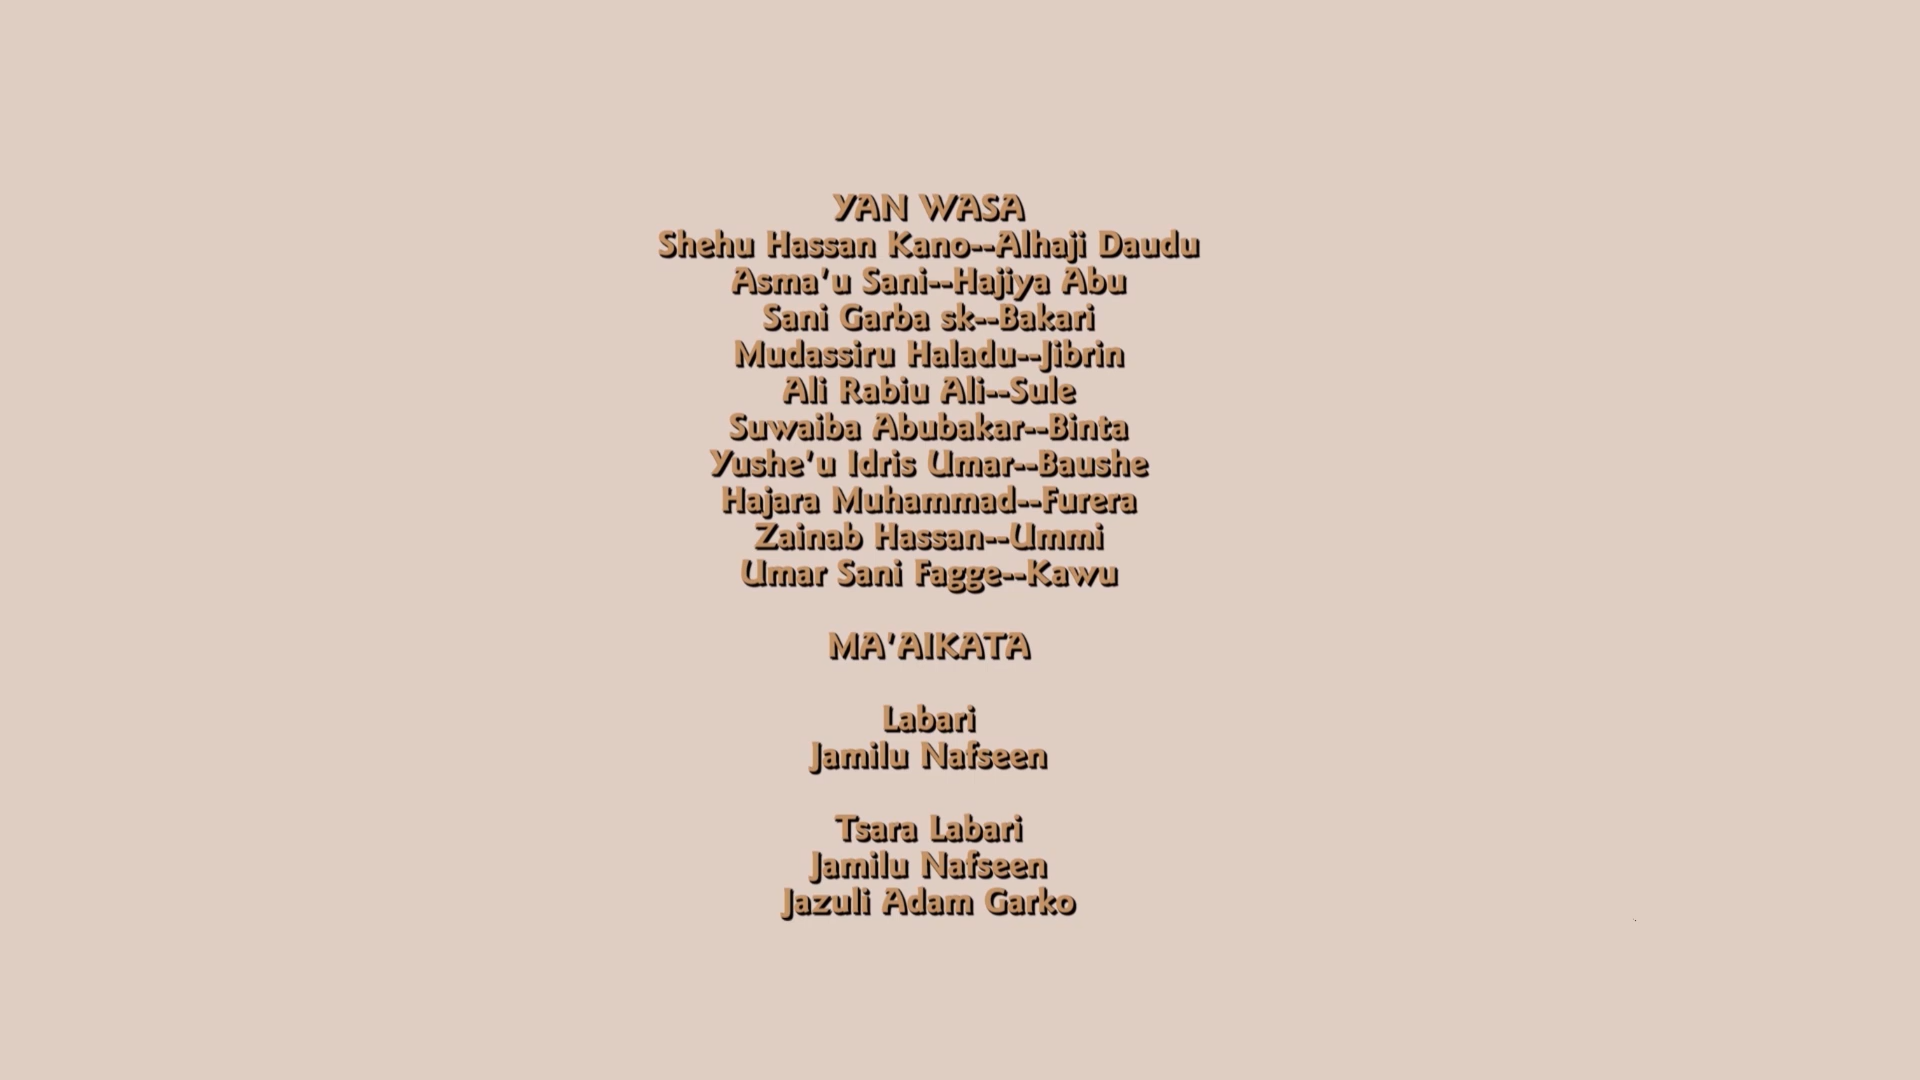 YAN WASA
Shehu Hassan Kano--Alhaji Daudu
Asma'u Sani--Hajiya Abu
Sani Garba sk--Bakari
Mudassiru Haladu--Jibrin
Ali Rabiu Ali--Sule
Suwaiba Abubakar--Binta
Yushe'u Idris Umar--Baushe
Hajara Muhammad--Furera
Zainab Hassan--Ummi
Umar Sani Fagge--Kawu
MA'AIKATA
Labari
Jamilu Nafseen
Tsara Labari
Jamilu Nafseen
Jazuli Adam Garko